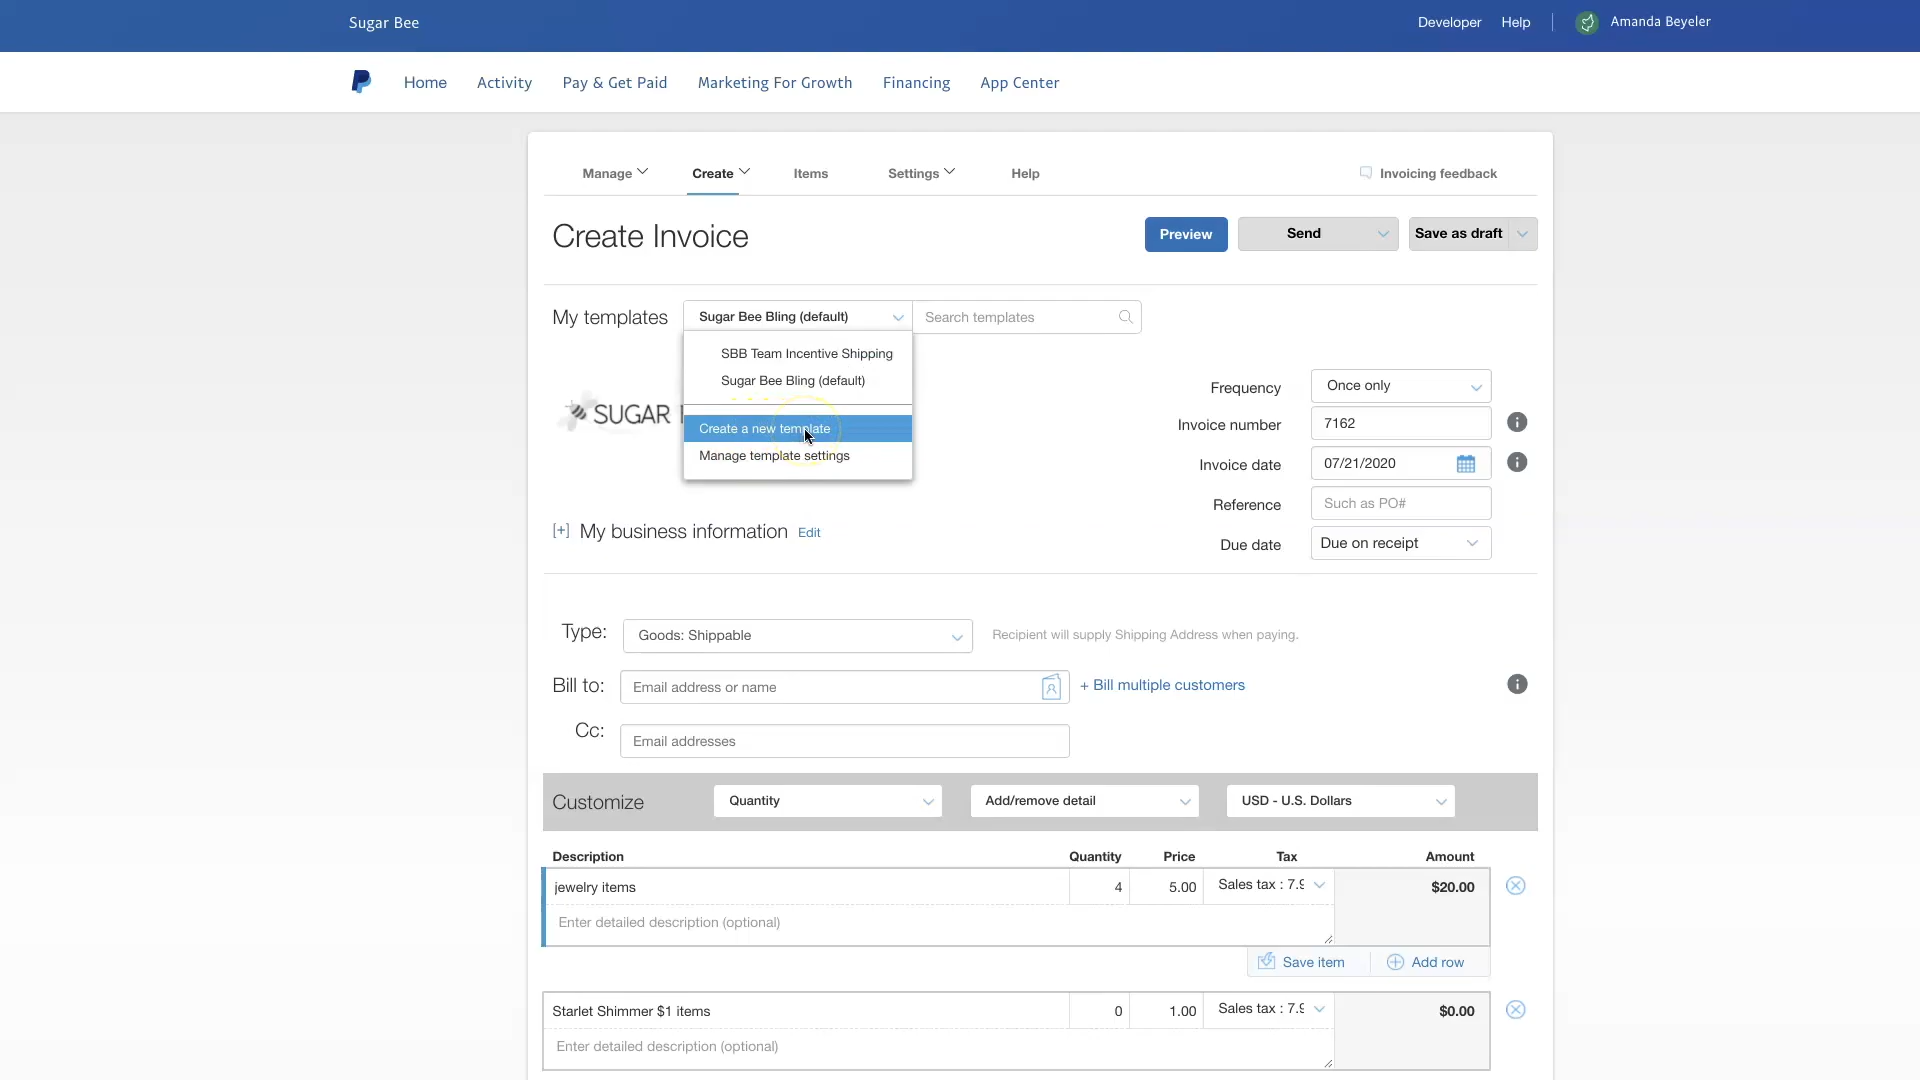 Sugar Bee
Developer Help Amanda Beyeler
Home Activity Pay & Get Paid Marketing For Growth Financing App Center
Manage Create Items Settings Help Invoicing feedback
Create Invoice Preview Send Save as draft
My templates Sugar Bee Bling (default) Search templates
SBB Team Incentive Shipping
Sugar Bee Bling (default)
Create a new template
Manage template settings
SUGAR
Frequency Once only
Invoice number 7162
Invoice date 07/21/2020
Reference Such as PO#
Due date Due on receipt
[+] My business information Edit
Type: Goods: Shippable Recipient will supply Shipping Address when paying.
Bill to: Email address or name + Bill multiple customers
Cc: Email addresses
Customize Quantity Add/remove detail USD - U.S. Dollars
Description Quantity Price Tax Amount
jewelry items 4 5.00 Sales tax : 7.9 $20.00
Enter detailed description (optional)
Save item Add row
Starlet Shimmer $1 items 0 1.00 Sales tax : 7.9 $0.00
Enter detailed description (optional)